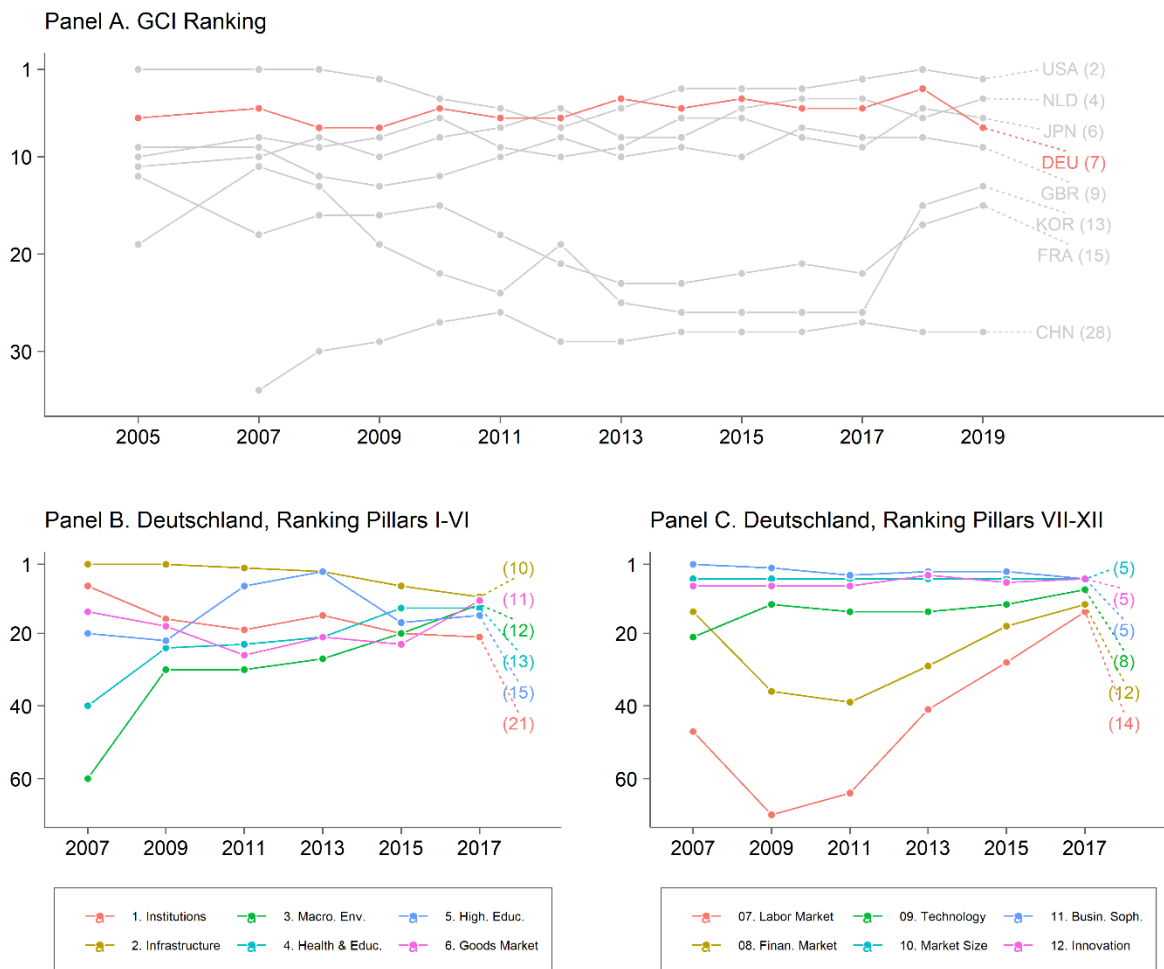 Panel A. GCI Ranking
1
10
20
30
USA (2)
NLD (4)
JPN (6)
DEU (7)
GBR (9)
KOR (13)
FRA (15)
CHN (28)
2005 2007 2009 2011 2013 2015 2017 2019
Panel B. Deutschland, Ranking Pillars I-VI
1
20
40
60
(10)
(11)
(12)
(13)
(15)
(21)
2007 2009 2011 2013 2015 2017
1. Institutions 3. Macro. Env. 5. High. Educ.
2. Infrastructure 4. Health & Educ. 6. Goods Market
Panel C. Deutschland, Ranking Pillars VII-XII
1
20
40
60
(5)
(5)
(5)
(8)
(12)
(14)
2007 2009 2011 2013 2015 2017
07. Labor Market 09. Technology 11. Busin. Soph.
08. Finan. Market 10. Market Size 12. Innovation